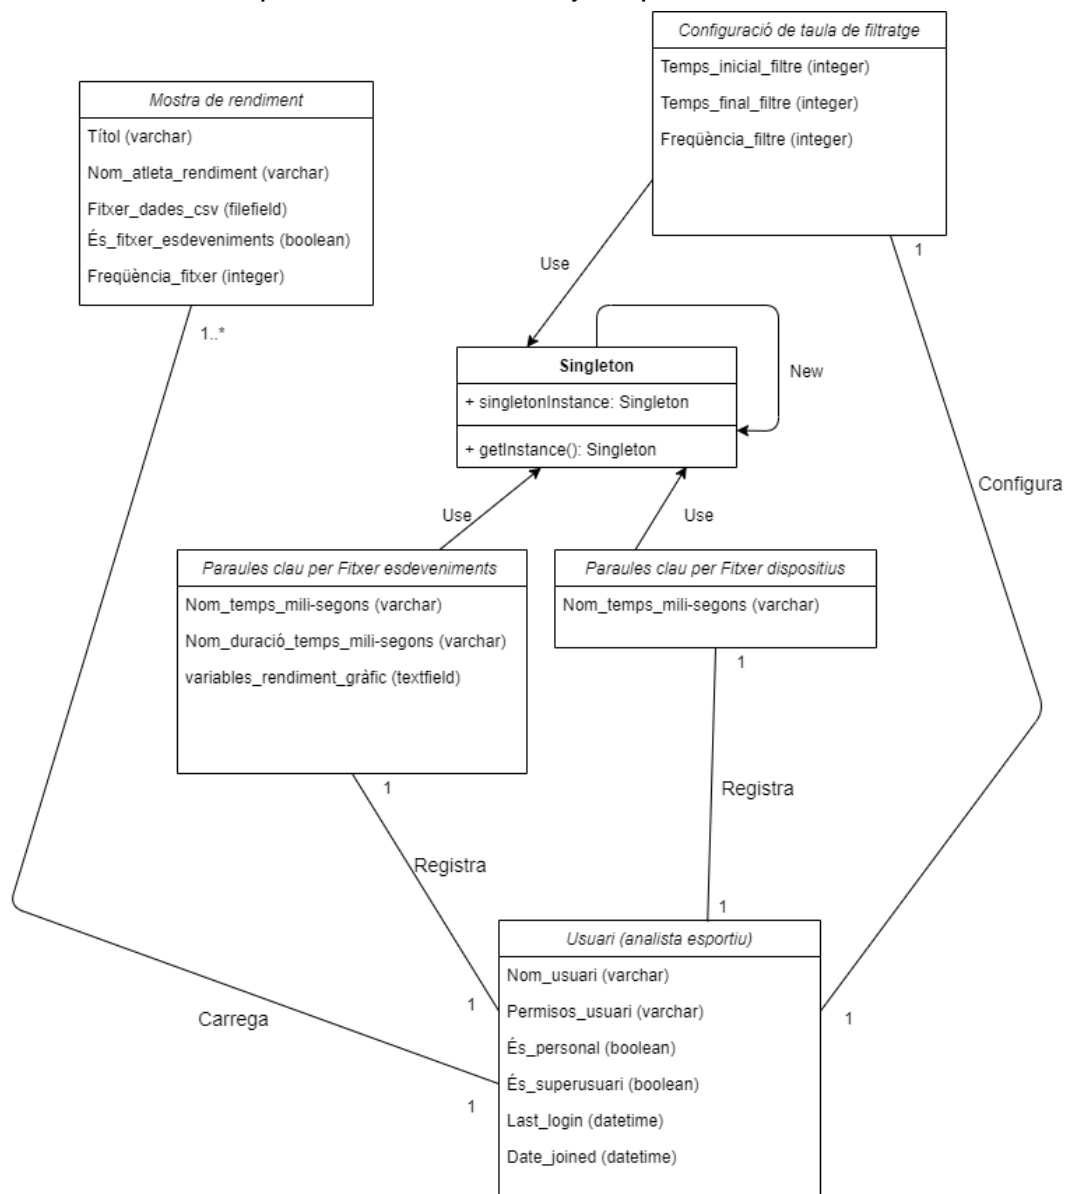 Configuració de taula de filtratge
Temps_inicial_filtre (integer)
Temps_final_filtre (integer)
Freqüència_filtre (integer)
1
Mostra de rendiment
Títol (varchar)
Nom_atleta_rendiment (varchar)
Fitxer_dades_csv (filefield)
És_fitxer_esdeveniments (boolean)
Freqüència_fitxer (integer)
1..*
Use
Singleton
+ singletonInstance: Singleton
+ getInstance(): Singleton
New
Configura
Use
Use
Paraules clau per Fitxer esdeveniments
Nom_temps_mili-segons (varchar)
Nom_duració_temps_mili-segons (varchar)
variables_rendiment_gràfic (textfield)
1
Paraules clau per Fitxer dispositius
Nom_temps_mili-segons (varchar)
1
Registra
Registra
1
1
1
Carrega
1
Usuari (analista esportiu)
Nom_usuari (varchar)
Permisos_usuari (varchar)
És_personal (boolean)
És_superusuari (boolean)
Last_login (datetime)
Date_joined (datetime)